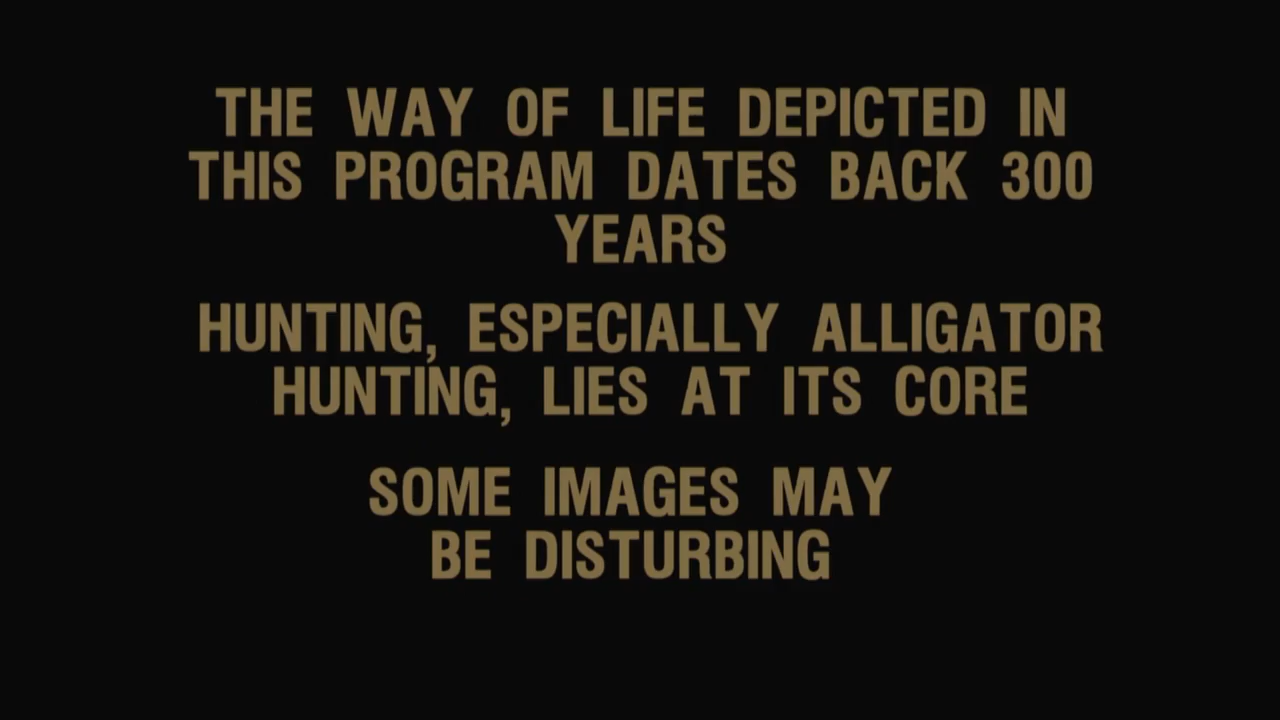 THE WAY OF LIFE DEPICTED IN
THIS PROGRAM DATES BACK 300
YEARS
HUNTING, ESPECIALLY ALLIGATOR
HUNTING, LIES AT ITS CORE
SOME IMAGES MAY
BE DISTURBING